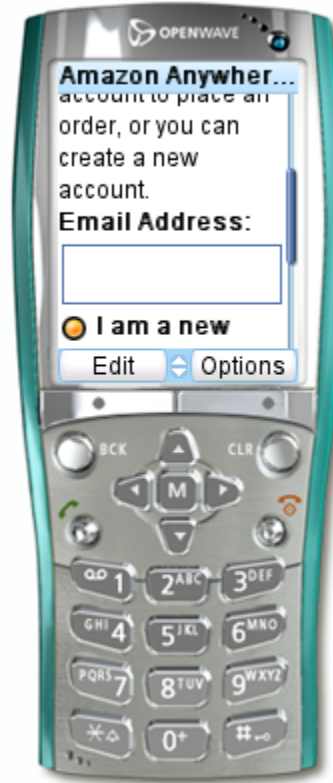 OPENWAVE
Amazon Anywher...
account to place an
order, or you can
create a new
account.
Email Address:
I am a new
Edit Options
BCK CLR
M
1 2ABC 3DEF
GHI4 5JKL 6MNO
PQRS7 8TUV 9WXYZ
* 0+ #